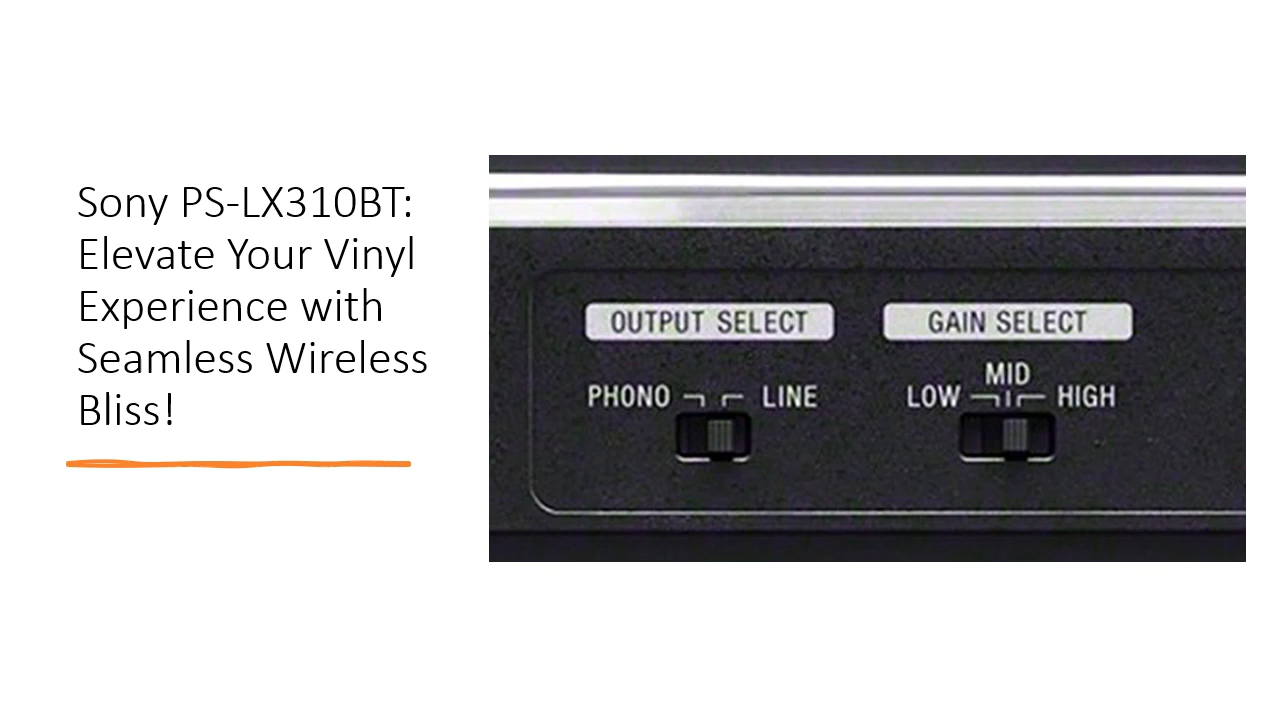 Sony PS-LX310BT:
Elevate Your Vinyl
Experience with
Seamless Wireless
Bliss!
OUTPUT SELECT
PHONO LINE
GAIN SELECT
MID
LOW HIGH